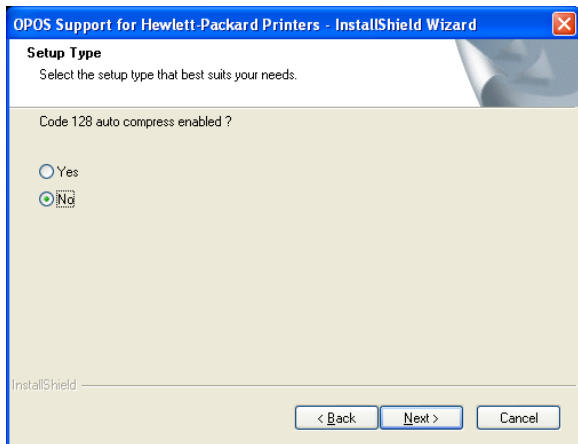 OPOS Support for Hewlett-Packard Printers - InstallShield Wizard
Setup Type
Select the setup type that best suits your needs.
Code 128 auto compress enabled ?
Yes
No
InstallShield
< Back
Next >
Cancel